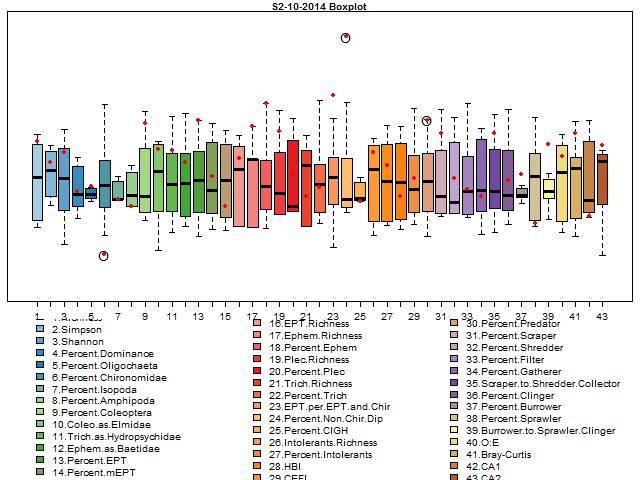 S2-10-2014 Boxplot
1 3 5 7 9 11 13 15 17 19 21 23 25 27 29 31 33 35 37 39 41 43
2.Simpson
3.Shannon
4.Percent.Dominance
5.Percent.Oligochaeta
6.Percent.Chironomidae
7.Percent.Isopoda
8.Percent.Amphipoda
9.Percent.Coleoptera
10.Coleo.as.Elmidae
11.Trich.as.Hydropsychidae
12.Ephem.as.Baetidae
13.Percent.EPT
14.Percent.mEPT
16.EPT.Richness
17.Ephem.Richness
18.Percent.Ephem
19.Plec.Richness
20.Percent.Plec
21.Trich.Richness
22.Percent.Trich
23.EPT.per.EPT.and.Chir
24.Percent.Non.Chir.Dip
25.Percent.CIGH
26.Intolerants.Richness
27.Percent.Intolerants
28.HBI
29.CEFI
30.Percent.Predator
31.Percent.Scraper
32.Percent.Shredder
33.Percent.Filter
34.Percent.Gatherer
35.Scraper.to.Shredder.Collector
36.Percent.Clinger
37.Percent.Burrower
38.Percent.Sprawler
39.Burrower.to.Sprawler.Clinger
40.O:E
41.Bray-Curtis
42.CA1
43.CA2